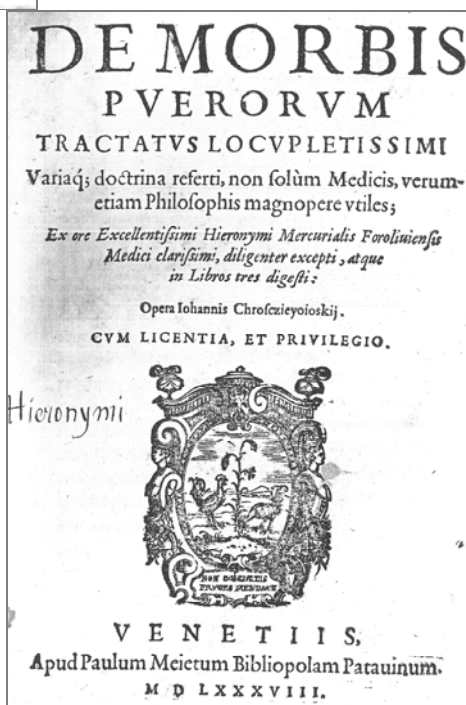 DE MORBIS
PVERORVM
TRACTATVS LOCVPLETISSIMI
Variaq́; doctrina referti, non ſolùm Medicis, verum-
etiam Philoſophis magnopere vtiles;
Ex ore Excellentiſsimi Hieronymi Mercurialis Foroliuienſis
Medici clariſsimi, diligenter excepti, atque
in Libros tres digeſti:
Opera Iohannis Chroſczieyoioskij.
CVM LICENTIA, ET PRIVILEGIO.
Hieronymii
VENETIIS,
Apud Paulum Meietum Bibliopolam Patauinum.
M D LXXXVIII.